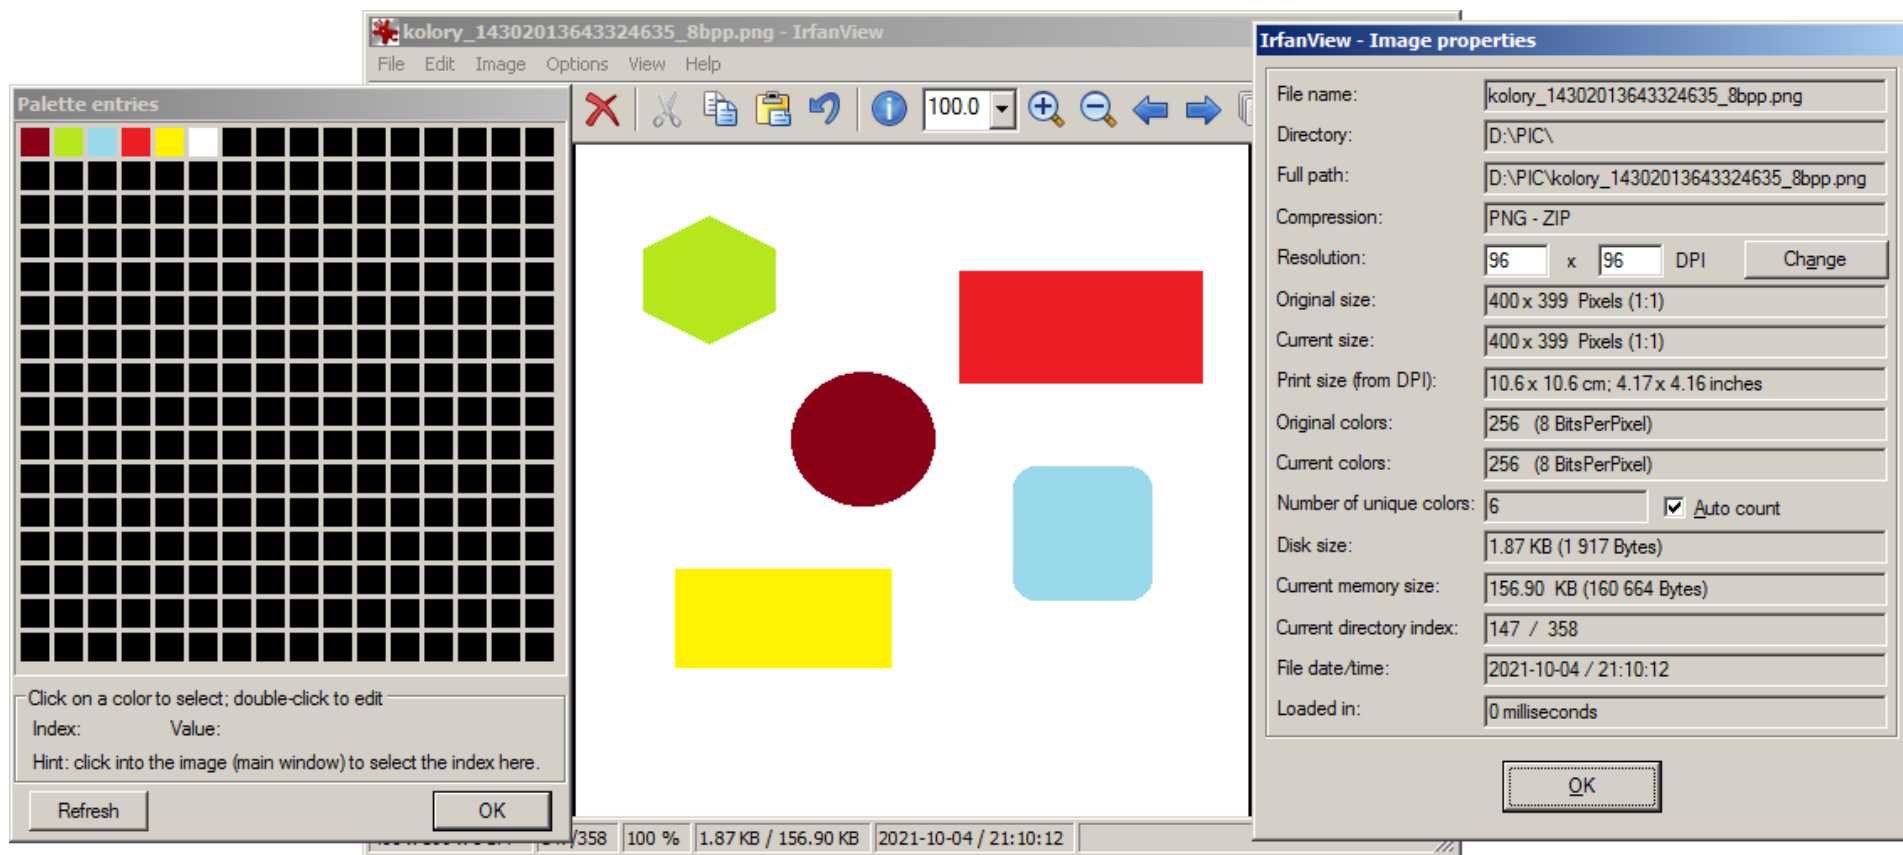 kolory_14302013643324635_8bpp.png - IrfanView
File Edit Image Options View Help
100.0
Palette entries
Click on a color to select; double-click to edit
Index: Value:
Hint: click into the image (main window) to select the index here.
Refresh OK
/358 100 % 1.87 KB / 156.90 KB 2021-10-04 / 21:10:12
IrfanView - Image properties
File name: kolory_14302013643324635_8bpp.png
Directory: D:\PIC\
Full path: D:\PIC\kolory_14302013643324635_8bpp.png
Compression: PNG - ZIP
Resolution: 96 x 96 DPI Change
Original size: 400 x 399 Pixels (1:1)
Current size: 400 x 399 Pixels (1:1)
Print size (from DPI): 10.6 x 10.6 cm; 4.17 x 4.16 inches
Original colors: 256 (8 BitsPerPixel)
Current colors: 256 (8 BitsPerPixel)
Number of unique colors: 6 Auto count
Disk size: 1.87 KB (1 917 Bytes)
Current memory size: 156.90 KB (160 664 Bytes)
Current directory index: 147 / 358
File date/time: 2021-10-04 / 21:10:12
Loaded in: 0 milliseconds
OK